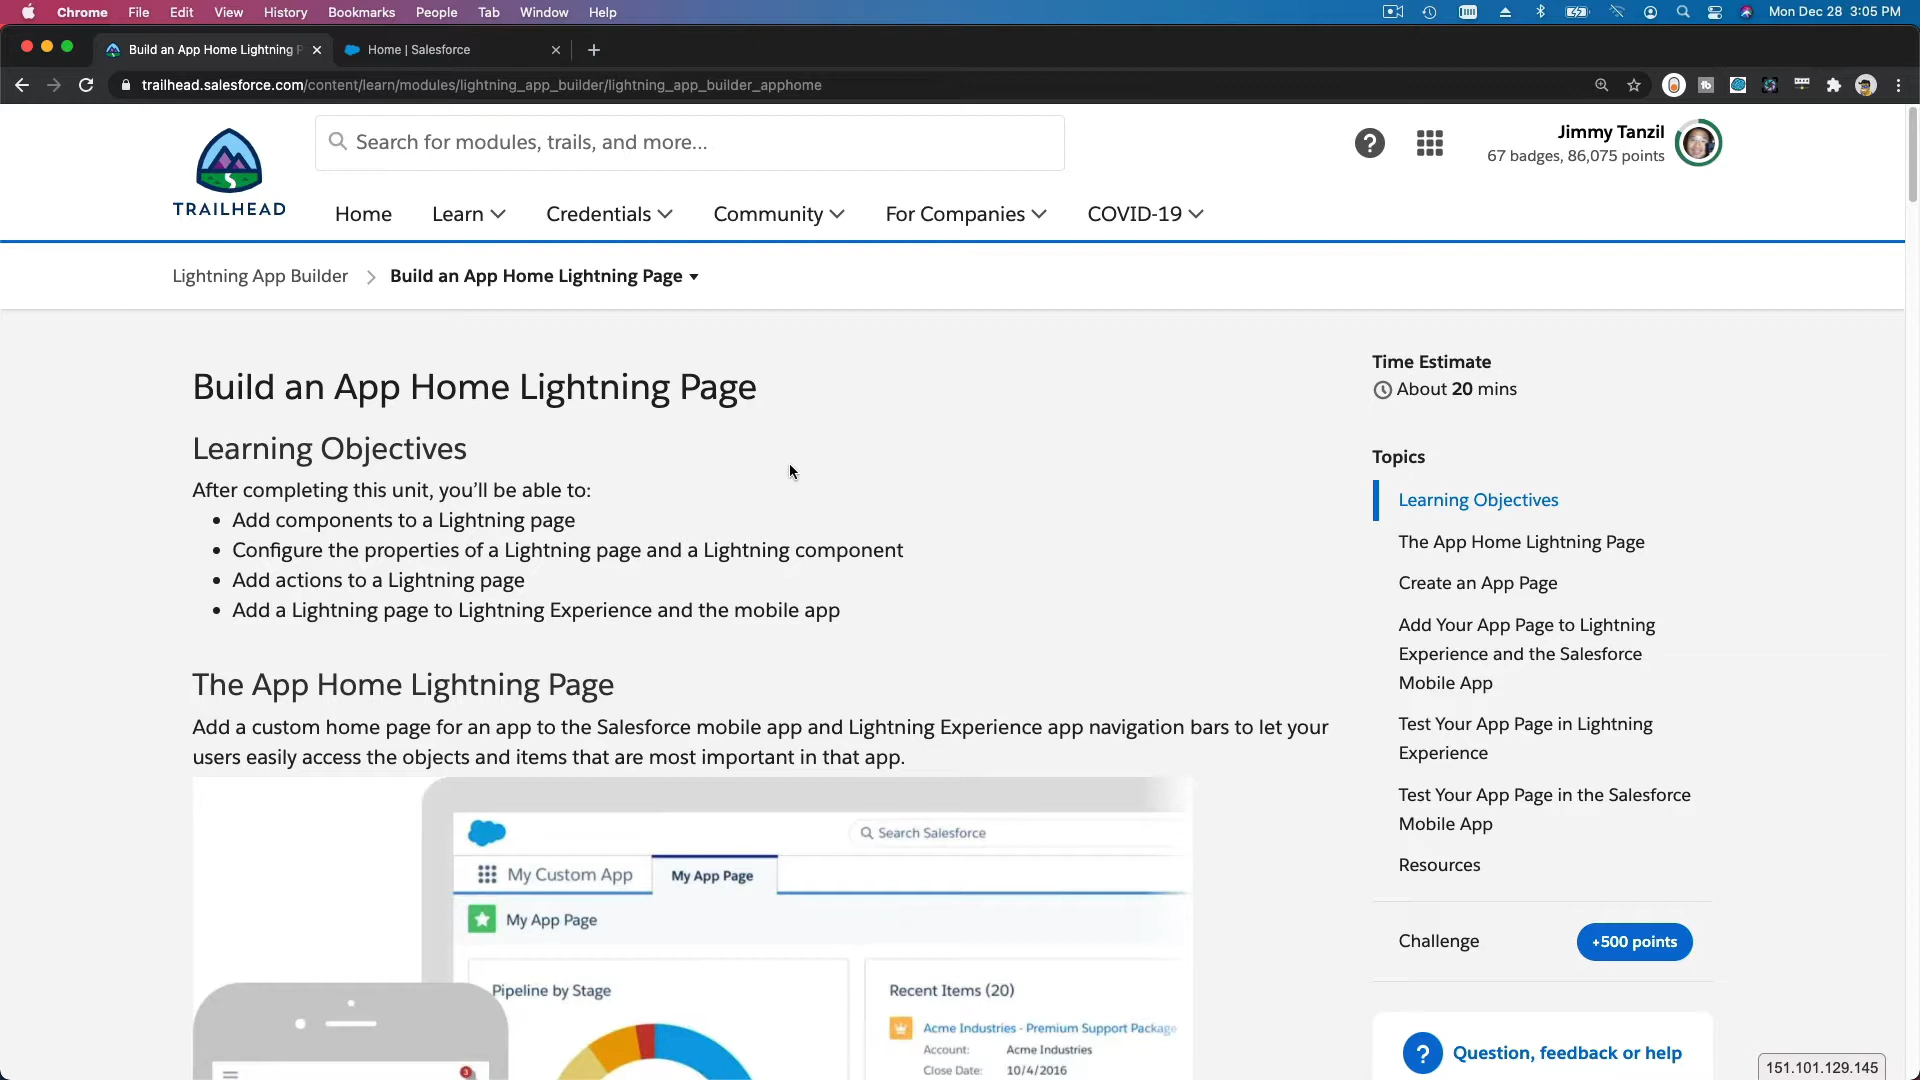 Chrome File Edit View History Bookmarks People Tab Window Help Mon Dec 28 3:05 PM
Build an App Home Lightning P Home | Salesforce
trailhead.salesforce.com/content/learn/modules/lightning_app_builder/lightning_app_builder_apphome
TRAILHEAD
Search for modules, trails, and more...
Jimmy Tanzil
67 badges, 86,075 points
Home Learn Credentials Community For Companies COVID-19
Lightning App Builder Build an App Home Lightning Page
Build an App Home Lightning Page
Learning Objectives
After completing this unit, you’ll be able to:
• Add components to a Lightning page
• Configure the properties of a Lightning page and a Lightning component
• Add actions to a Lightning page
• Add a Lightning page to Lightning Experience and the mobile app
The App Home Lightning Page
Add a custom home page for an app to the Salesforce mobile app and Lightning Experience app navigation bars to let your
users easily access the objects and items that are most important in that app.
Search Salesforce
My Custom App My App Page
My App Page
Pipeline by Stage
Recent Items (20)
Acme Industries - Premium Support Package
Account: Acme Industries
Close Date: 10/4/2016
3
Time Estimate
About 20 mins
Topics
Learning Objectives
The App Home Lightning Page
Create an App Page
Add Your App Page to Lightning
Experience and the Salesforce
Mobile App
Test Your App Page in Lightning
Experience
Test Your App Page in the Salesforce
Mobile App
Resources
Challenge +500 points
? Question, feedback or help
151.101.129.145